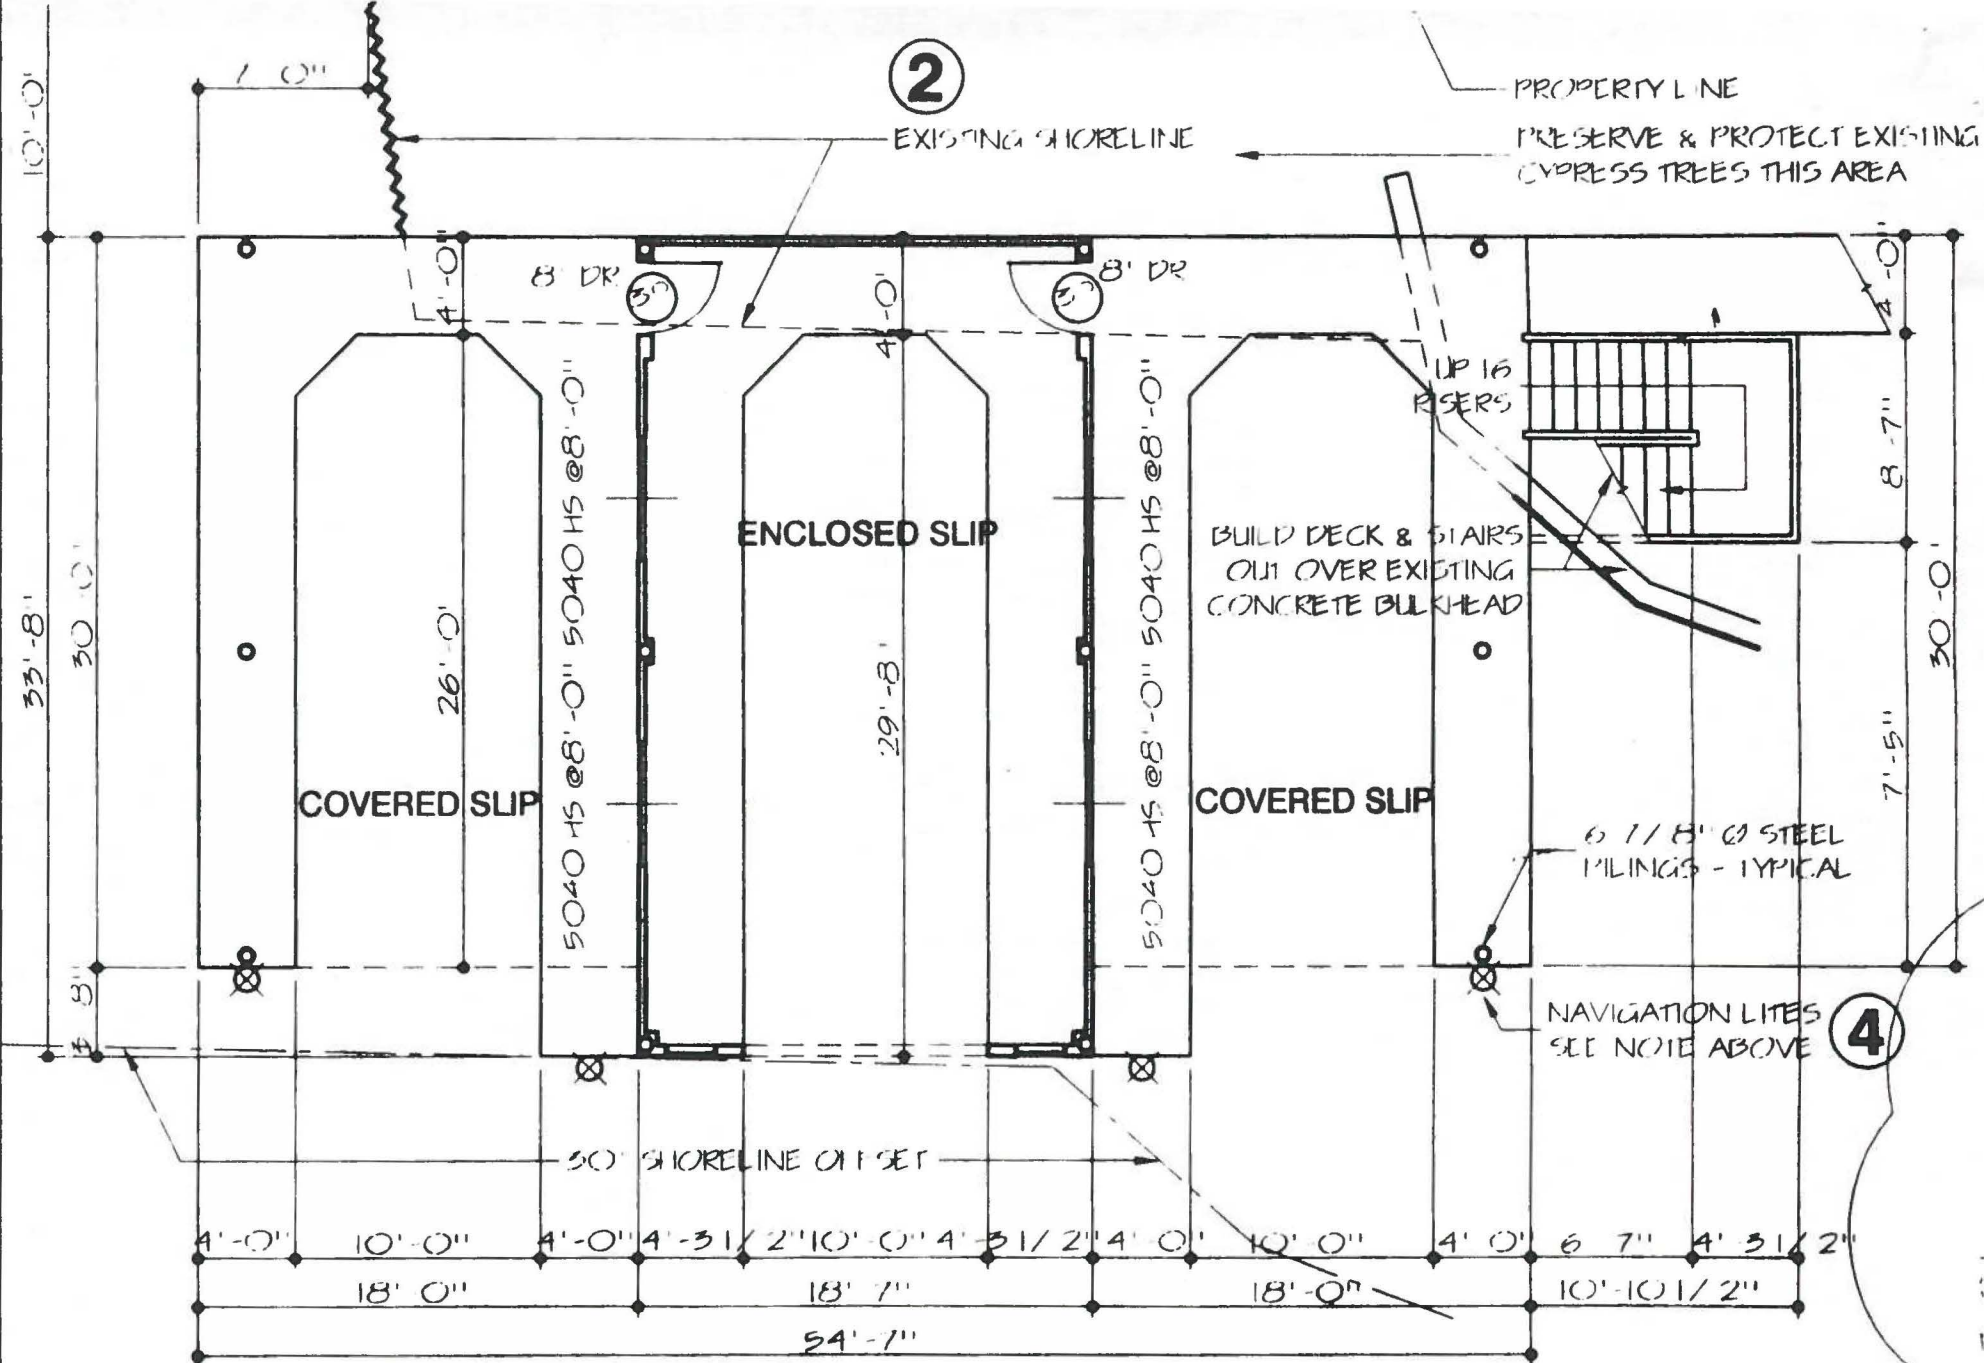 2
7'-0"
EXISTING SHORELINE
PROPERTY LINE
PRESERVE & PROTECT EXISTING
CYPRESS TREES THIS AREA
10'-0"
4'-0"
8' DR
30
4'-0"
30
8' DR
4'-0"
UP 16
RISERS
8'-7"
5040 HS @8'-0" 5040 HS @8'-0"
5040 HS @8'-0" 5040 HS @8'-0"
ENCLOSED SLIP
BUILD DECK & STAIRS
OUT OVER EXISTING
CONCRETE BULKHEAD
33'-8"
30'-0"
26'-0"
29'-8"
30'-0"
7'-5"
COVERED SLIP
COVERED SLIP
6 7/8" Ø STEEL
PILINGS - TYPICAL
NAVIGATION LITES
SEE NOTE ABOVE
4
30' SHORELINE OFFSET
4'-0" 10'-0" 4'-0" 4'-3 1/2" 10'-0" 4'-3 1/2" 4'-0" 10'-0" 4'-0" 6'-7" 4'-3 1/2"
18'-0" 18'-7" 18'-0" 10'-10 1/2"
54'-7"